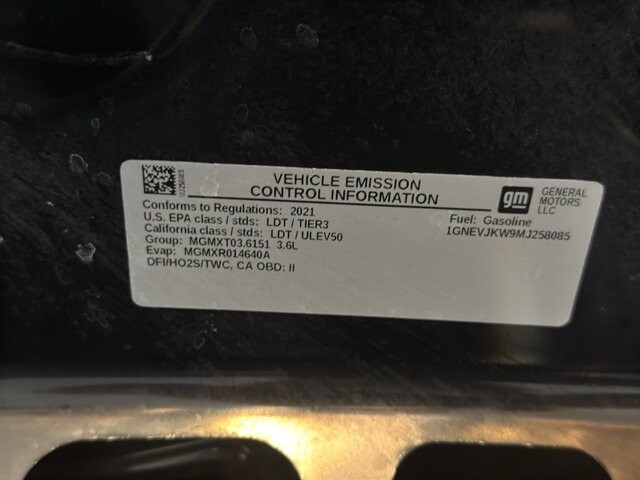 VEHICLE EMISSION
CONTROL INFORMATION
gm
GENERAL
MOTORS
LLC
Conforms to Regulations: 2021
U.S. EPA class / stds: LDT / TIER3
California class / stds: LDT / ULEV50
Group: MGMXT03.6151 3.6L
Evap: MGMXR014640A
DFI/HO2S/TWC, CA OBD: II
Fuel: Gasoline
1GNEVJKW9MJ258085